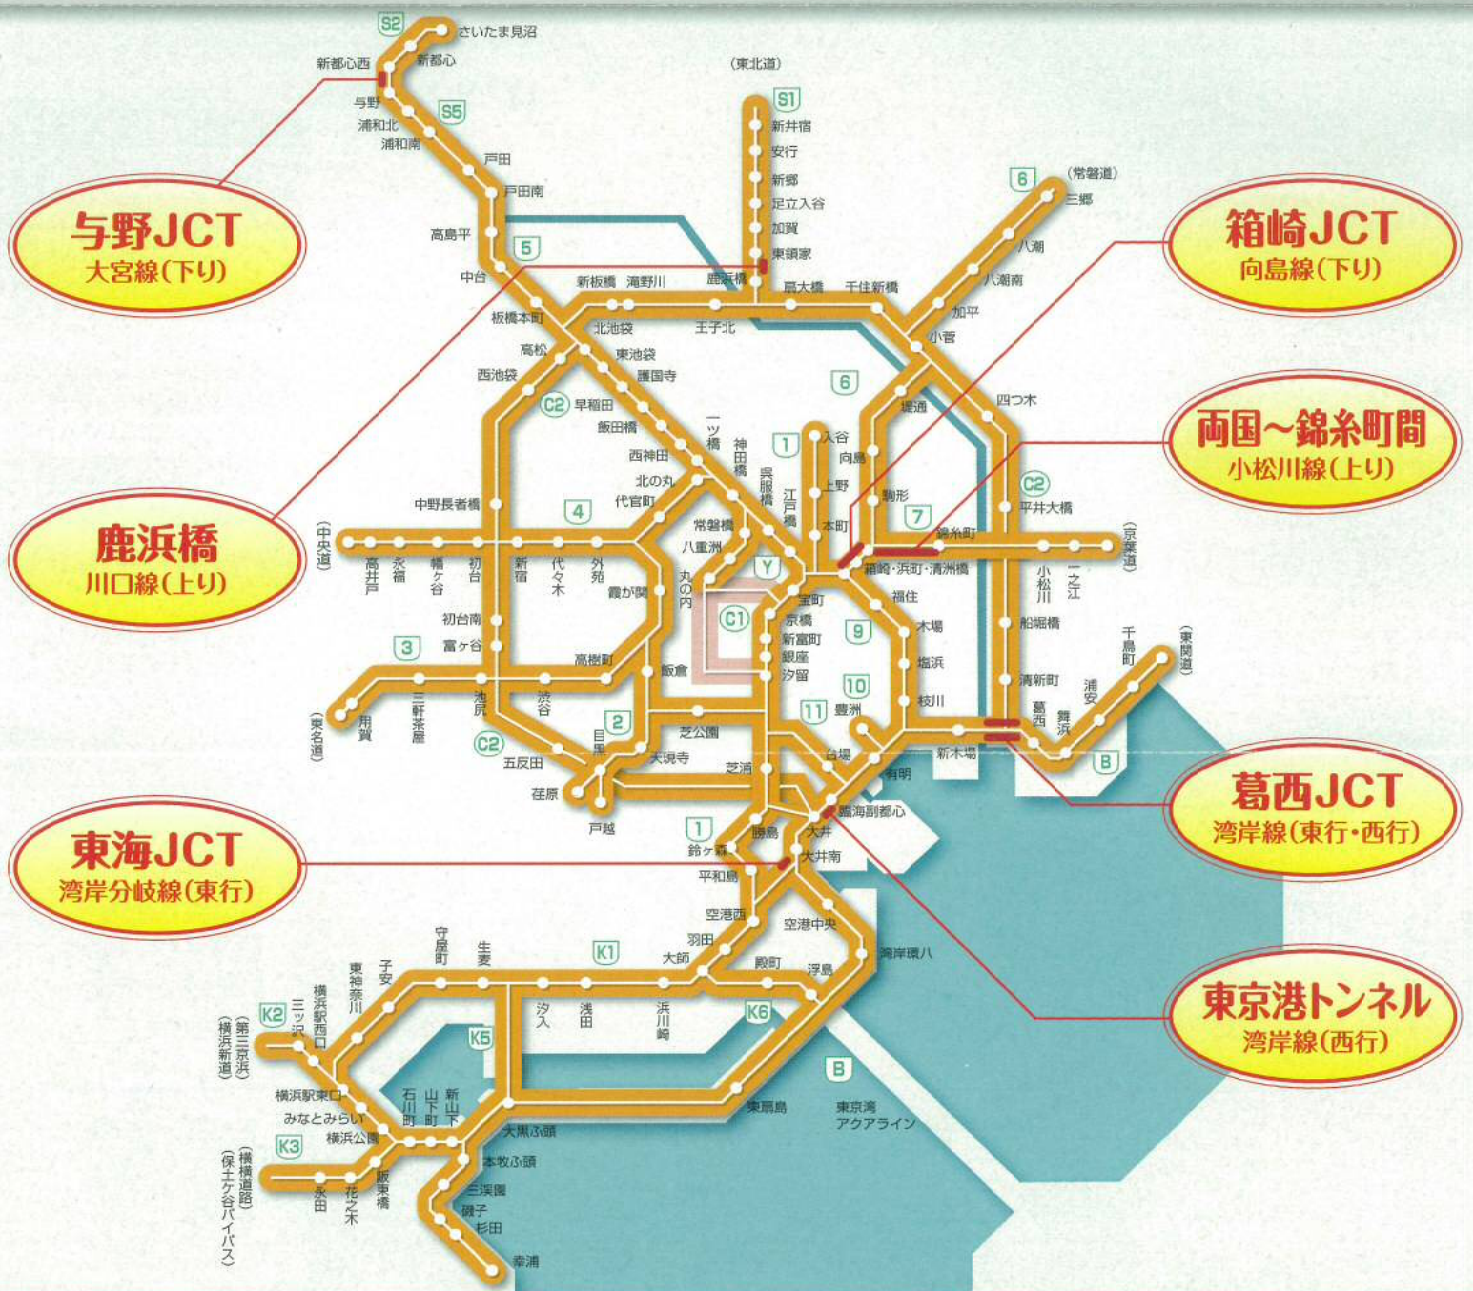 S2
さいたま見沼
新都心西
新都心
与野
S5
浦和北
浦和南
戸田
戸田南
高島平
5
中台
板橋本町
(東北道)
S1
新井宿
安行
新郷
足立入谷
加賀
東領家
鹿浜橋
6
(常磐道)
三郷
八潮
八潮南
加平
小菅
与野JCT
大宮線(下り)
箱崎JCT
向島線(下り)
新板橋
滝野川
北池袋
王子北
扇大橋
千住新橋
高松
西池袋
C2
東池袋
護国寺
早稲田
飯田橋
西神田
一ツ橋
神田橋
呉服橋
江戸橋
北の丸
代官町
常磐橋
八重洲
丸の内
1
入谷
上野
本町
6
堤通
向島
駒形
四つ木
C2
平井大橋
両国~錦糸町間
小松川線(上り)
7
錦糸町
箱崎・浜町・清洲橋
小松川
一之江
(京葉道)
鹿浜橋
川口線(上り)
中野長者橋
4
(中央道)
高井戸
永福
幡ヶ谷
初台
新宿
代々木
外苑
霞が関
初台南
富ヶ谷
3
(東名道)
用賀
三軒茶屋
池尻
渋谷
高樹町
飯倉
Y
C1
宝町
京橋
新富町
銀座
汐留
福住
9
木場
塩浜
枝川
10
豊洲
11
台場
有明
臨海副都心
船堀橋
清新町
新木場
葛西
舞浜
浦安
千鳥町
(東関道)
B
C2
五反田
目黒
2
天現寺
荏原
戸越
芝公園
芝浦
葛西JCT
湾岸線(東行・西行)
東海JCT
湾岸分岐線(東行)
1
勝島
大井
鈴ヶ森
大井南
平和島
空港西
空港中央
羽田
湾岸環八
大師
殿町
浮島
東京港トンネル
湾岸線(西行)
K1
守屋町
生麦
子安
東神奈川
横浜駅西口
三ッ沢
K2
(第三京浜)
(横浜新道)
汐入
浅田
浜川崎
K5
K6
B
東扇島
東京湾
アクアライン
横浜駅東口
みなとみらい
横浜公園
石川町
山下町
新山下
大黒ふ頭
本牧ふ頭
三渓園
磯子
杉田
幸浦
K3
(横横道路)
(保土ケ谷バイパス)
永田
花之木
阪東橋